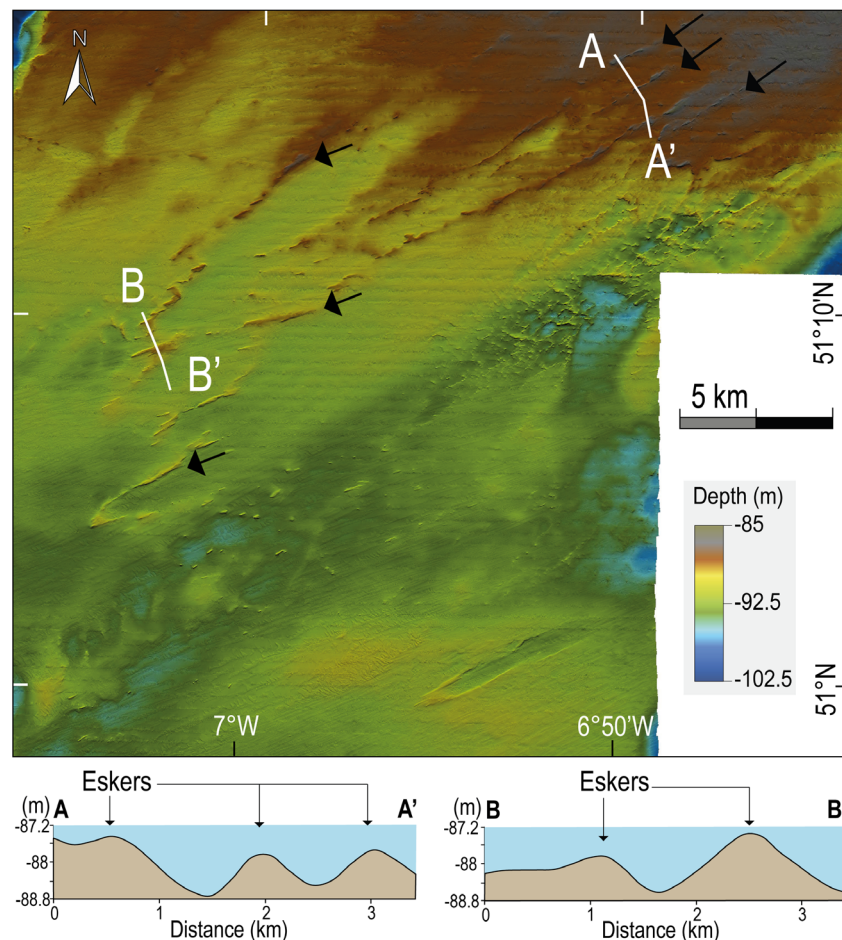 N
A
A'
B
B'
51°10'N
5 km
Depth (m)
-85
-92.5
-102.5
51°N
7°W
6°50'W
Eskers
Eskers
(m) A A'
-87.2
-88
-88.8
0 1 2 3
Distance (km)
(m) B B
-87.2
-88
-88.8
0 1 2 3
Distance (km)